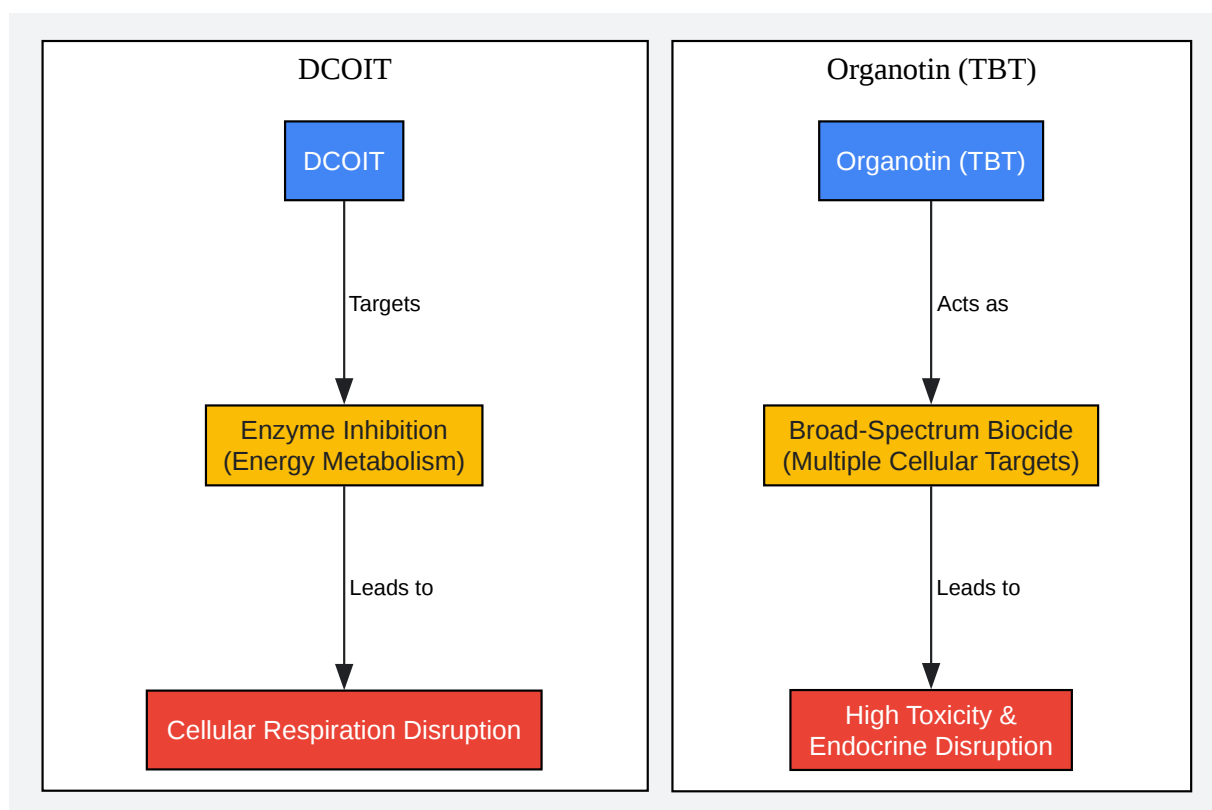 DCOIT
DCOIT
Targets
Enzyme Inhibition
(Energy Metabolism)
Leads to
Cellular Respiration Disruption
Organotin (TBT)
Organotin (TBT)
Acts as
Broad-Spectrum Biocide
(Multiple Cellular Targets)
Leads to
High Toxicity &
Endocrine Disruption